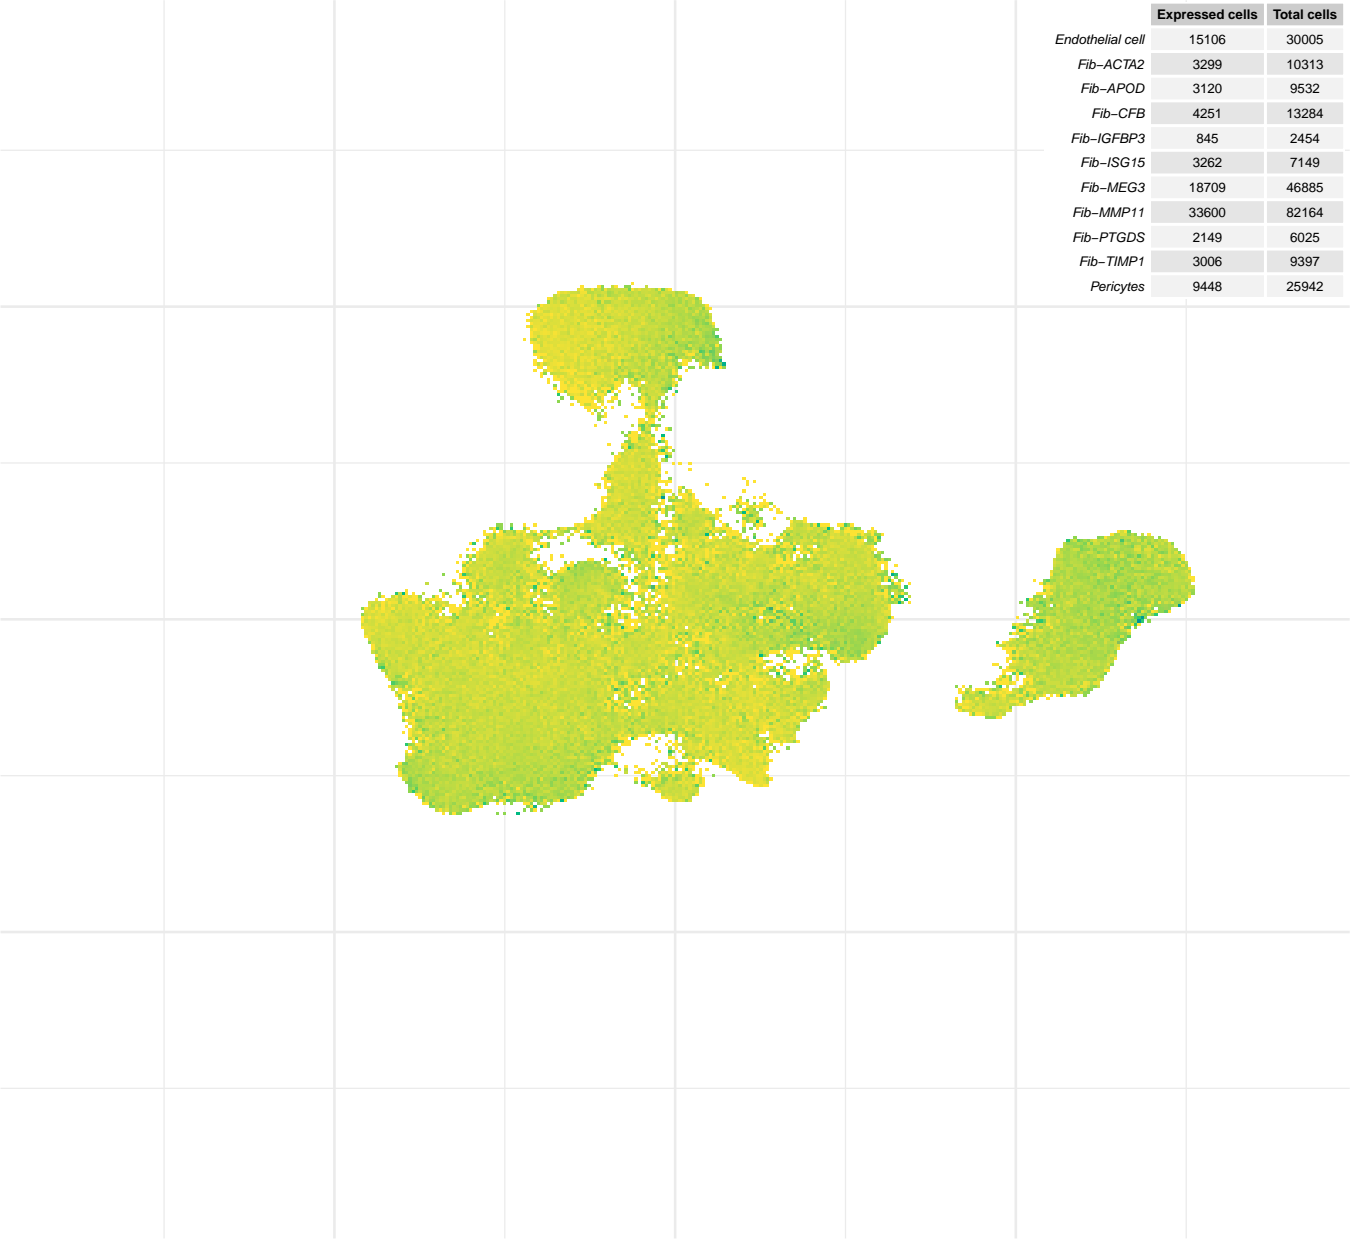 Expressed cells Total cells
Endothelial cell 15106 30005
Fib−ACTA2 3299 10313
Fib−APOD 3120 9532
Fib−CFB 4251 13284
Fib−IGFBP3 845 2454
Fib−ISG15 3262 7149
Fib−MEG3 18709 46885
Fib−MMP11 33600 82164
Fib−PTGDS 2149 6025
Fib−TIMP1 3006 9397
Pericytes 9448 25942